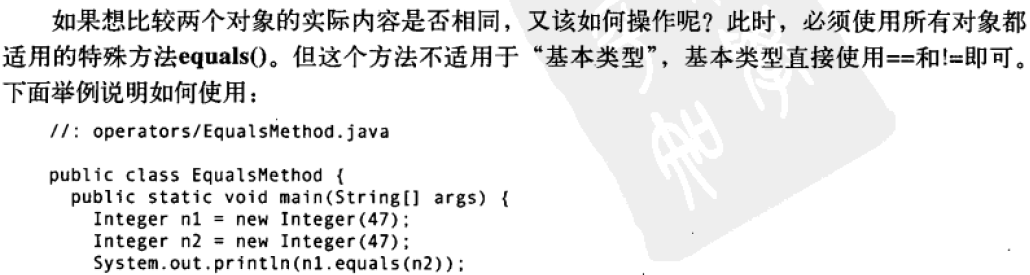 如果想比较两个对象的实际内容是否相同，又该如何操作呢？此时，必须使用所有对象都
适用的特殊方法equals()。但这个方法不适用于“基本类型”，基本类型直接使用==和!=即可。
下面举例说明如何使用：
//: operators/EqualsMethod.java
public class EqualsMethod {
public static void main(String[] args) {
Integer n1 = new Integer(47);
Integer n2 = new Integer(47);
System.out.println(n1.equals(n2));